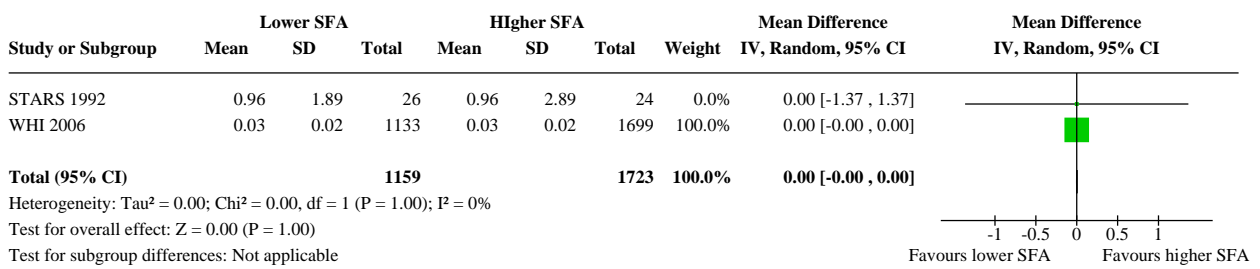 Lower SFA HIgher SFA Mean Difference Mean Difference
Study or Subgroup Mean SD Total Mean SD Total Weight IV, Random, 95% CI IV, Random, 95% CI
STARS 1992 0.96 1.89 26 0.96 2.89 24 0.0% 0.00 [-1.37 , 1.37]
WHI 2006 0.03 0.02 1133 0.03 0.02 1699 100.0% 0.00 [-0.00 , 0.00]
Total (95% CI) 1159 1723 100.0% 0.00 [-0.00 , 0.00]
Heterogeneity: Tau² = 0.00; Chi² = 0.00, df = 1 (P = 1.00); I² = 0%
Test for overall effect: Z = 0.00 (P = 1.00)
-1 -0.5 0 0.5 1
Test for subgroup differences: Not applicable Favours lower SFA Favours higher SFA